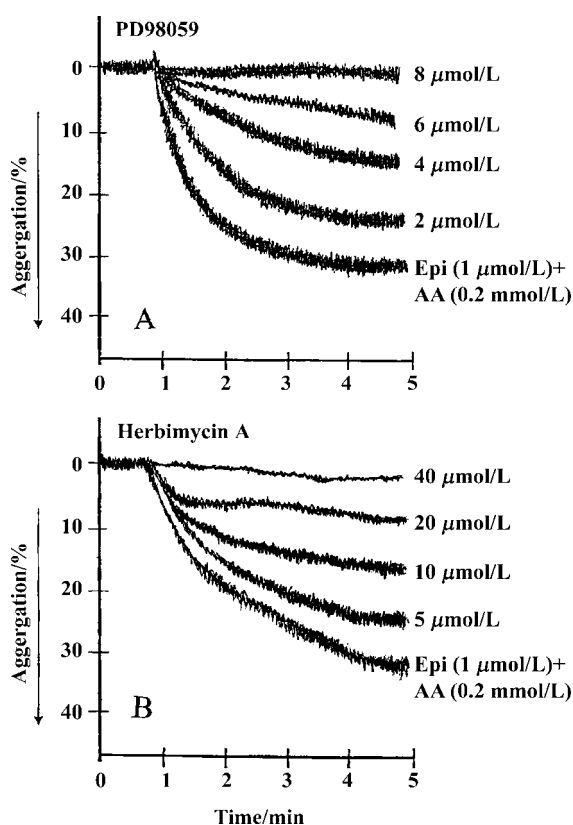 PD98059
0
10
20
30
40
Aggergation/%
8 μmol/L
6 μmol/L
4 μmol/L
2 μmol/L
Epi (1 μmol/L)+
AA (0.2 mmol/L)
A
0 1 2 3 4 5
Herbimycin A
0
10
20
30
40
Aggergation/%
40 μmol/L
20 μmol/L
10 μmol/L
5 μmol/L
Epi (1 μmol/L)+
AA (0.2 mmol/L)
B
0 1 2 3 4 5
Time/min